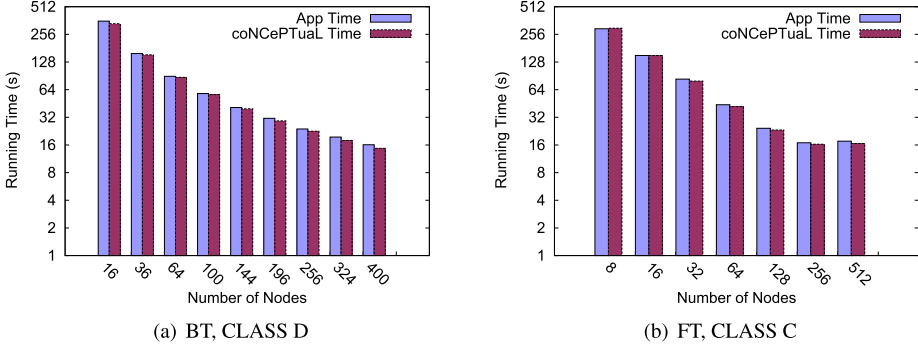 512
256
128
64
32
16
8
4
2
1
Running Time (s)
App Time
coNCePTuaL Time
16 36 64 100 144 196 256 324 400
Number of Nodes
(a) BT, CLASS D
512
256
128
64
32
16
8
4
2
1
Running Time (s)
App Time
coNCePTuaL Time
8 16 32 64 128 256 512
Number of Nodes
(b) FT, CLASS C